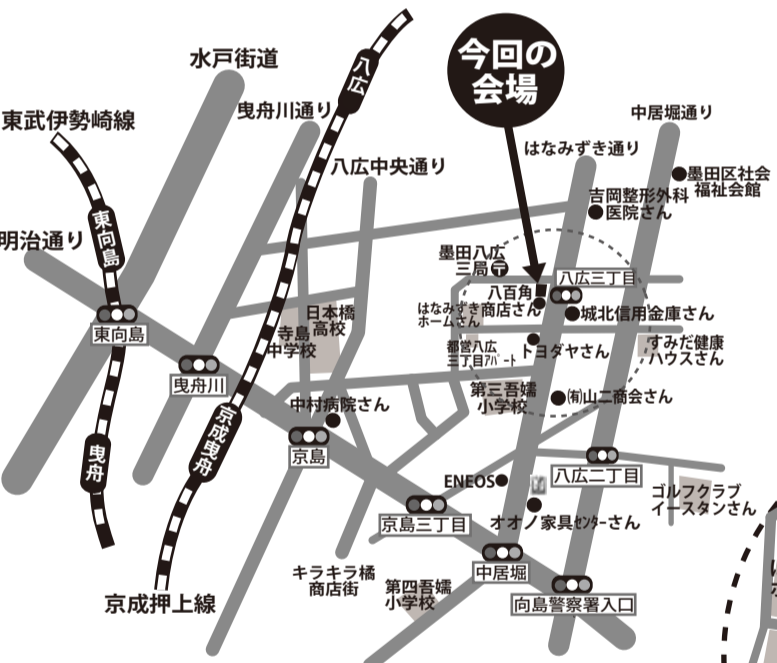 今回の
会場
水戸街道
八広
曳舟川通り
中居堀通り
東武伊勢崎線
はなみずき通り
八広中央通り
墨田区社会
福祉会館
吉岡整形外科
医院さん
東向島
明治通り
墨田八広
三局
八広三丁目
八百角
商店さん
はなみずき
ホームさん
城北信用金庫さん
日本橋
高校
寺島
中学校
東向島
都営八広
三丁目アパート
トヨダヤさん
すみだ健康
ハウスさん
曳舟川
第三吾嬬
小学校
㈲山二商会さん
中村病院さん
京成曳舟
京島
曳舟
八広二丁目
ENEOS
ゴルフクラブ
イースタンさん
京島三丁目
オオノ家具センターさん
キラキラ橘
商店街
第四吾嬬
小学校
中居堀
京成押上線
向島警察署入口